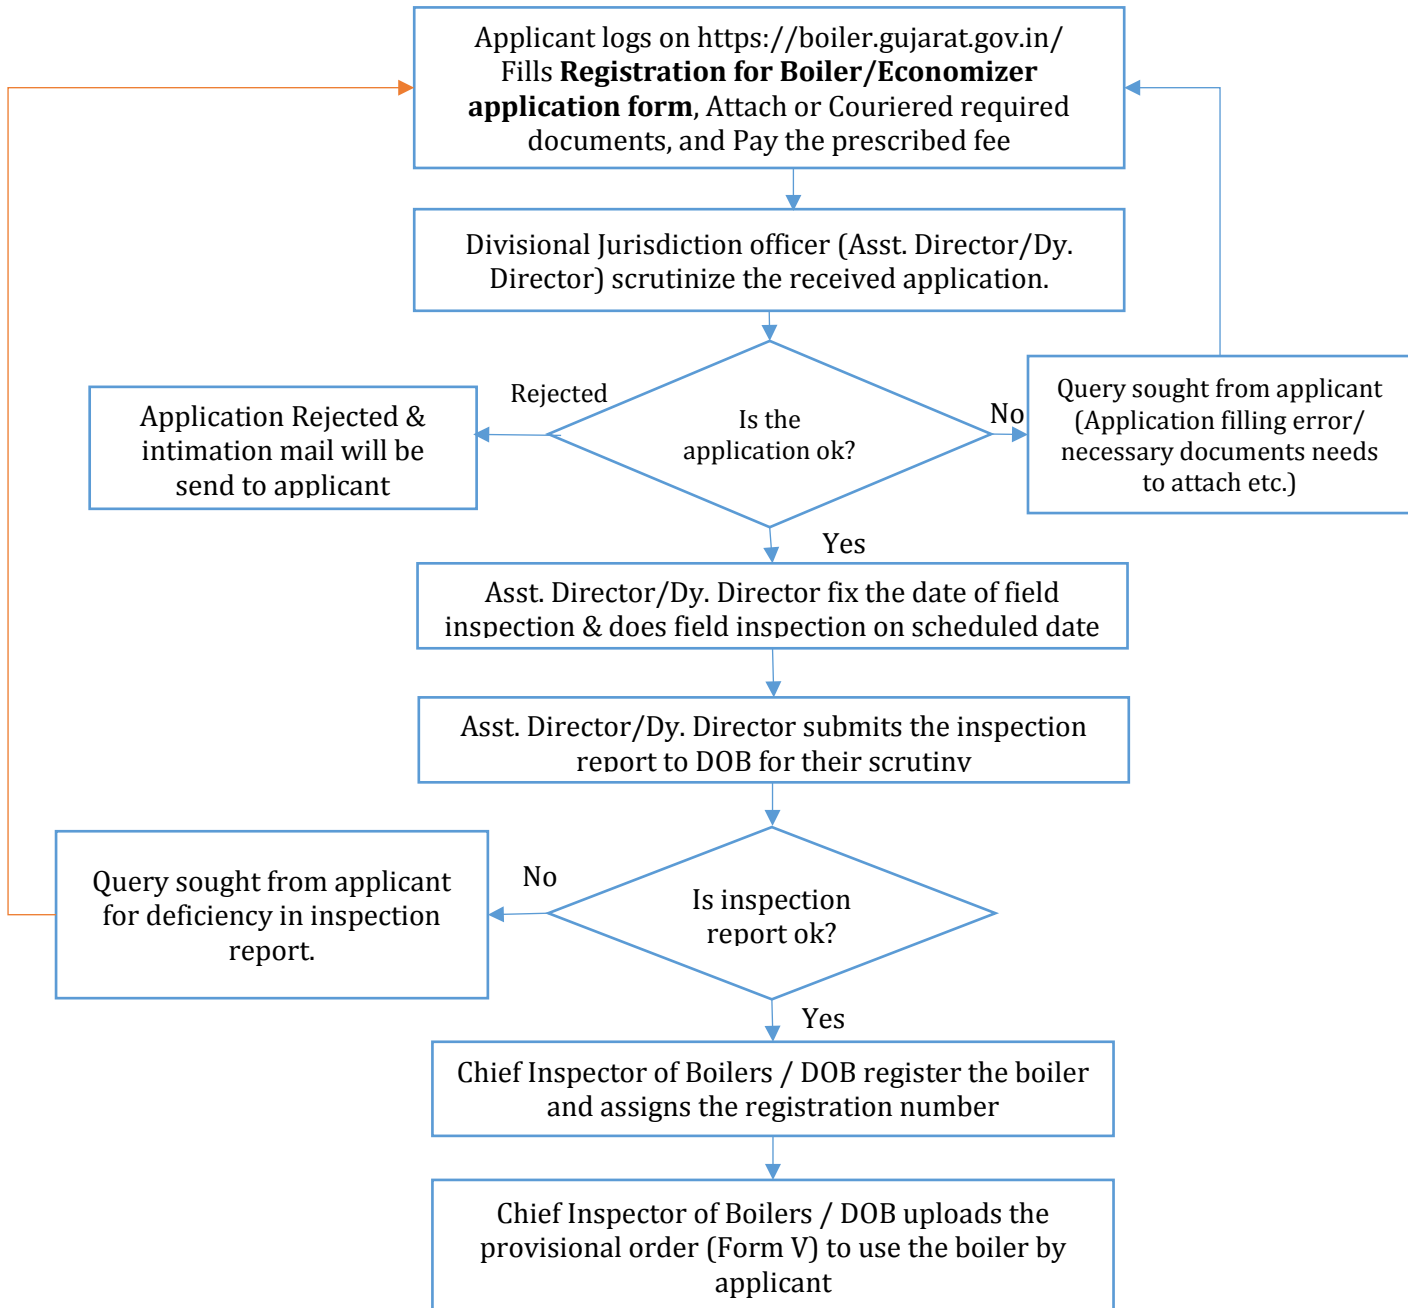 Applicant logs on https://boiler.gujarat.gov.in/
Fills Registration for Boiler/Economizer
application form, Attach or Couriered required
documents, and Pay the prescribed fee
Divisional Jurisdiction officer (Asst. Director/Dy.
Director) scrutinize the received application.
Rejected
Application Rejected &
intimation mail will be
send to applicant
Is the
application ok?
No
Query sought from applicant
(Application filling error/
necessary documents needs
to attach etc.)
Yes
Asst. Director/Dy. Director fix the date of field
inspection & does field inspection on scheduled date
Asst. Director/Dy. Director submits the inspection
report to DOB for their scrutiny
No
Query sought from applicant
for deficiency in inspection
report.
Is inspection
report ok?
Yes
Chief Inspector of Boilers / DOB register the boiler
and assigns the registration number
Chief Inspector of Boilers / DOB uploads the
provisional order (Form V) to use the boiler by
applicant